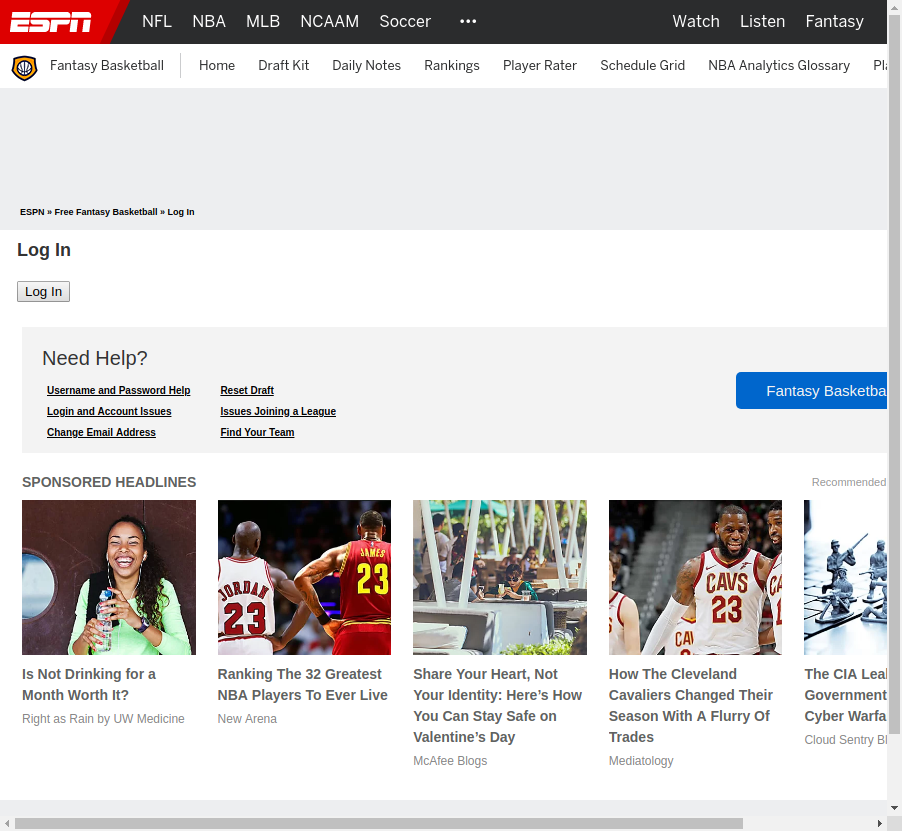 ESPN NFL NBA MLB NCAAM Soccer ••• Watch Listen Fantasy
Fantasy Basketball Home Draft Kit Daily Notes Rankings Player Rater Schedule Grid NBA Analytics Glossary
ESPN » Free Fantasy Basketball » Log In
Log In
Log In
Need Help?
Username and Password Help Reset Draft
Login and Account Issues Issues Joining a League
Change Email Address Find Your Team
Fantasy Basketba
SPONSORED HEADLINES Recommended
JORDAN
23
JAMES
23
CAVS
23
Is Not Drinking for a
Month Worth It?
Right as Rain by UW Medicine
Ranking The 32 Greatest
NBA Players To Ever Live
New Arena
Share Your Heart, Not
Your Identity: Here’s How
You Can Stay Safe on
Valentine’s Day
McAfee Blogs
How The Cleveland
Cavaliers Changed Their
Season With A Flurry Of
Trades
Mediatology
The CIA Leak
Government
Cyber Warfa
Cloud Sentry Bl